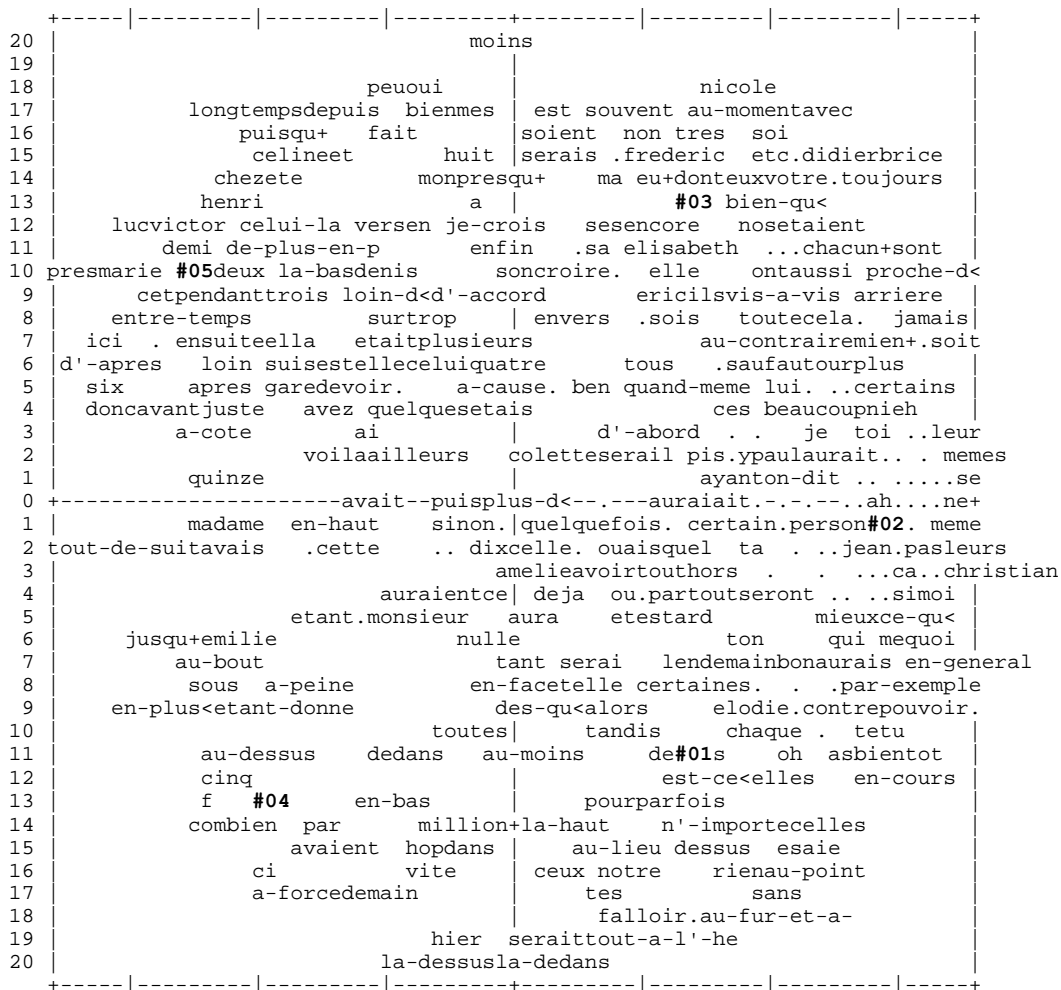 +-----|---------|---------|---------+---------|---------|---------|-----+
20 | moins |
19 | | |
18 | peuoui | nicole |
17 | longtempsdepuis bienmes | est souvent au-momentavec |
16 | puisqu+ fait |soient non tres soi |
15 | celineet huit |serais .frederic etc.didierbrice |
14 | chezete monpresqu+ ma eu+donteuxvotre.toujours |
13 | henri a | #03 bien-qu< |
12 | lucvictor celui-la versen je-crois sesencore nosetaient |
11 | demi de-plus-en-p enfin .sa elisabeth ...chacun+sont |
10 presmarie #05deux la-basdenis soncroire. elle ontaussi proche-d<
9 | cetpendanttrois loin-d<d'-accord ericilsvis-a-vis arriere |
8 | entre-temps surtrop | envers .sois toutecela. jamais|
7 | ici . ensuiteella etaitplusieurs au-contrairemien+.soit
6 |d'-apres loin suisestelleceluiquatre tous .saufautourplus |
5 | six apres garedevoir. a-cause. ben quand-meme lui. ..certains |
4 | doncavantjuste avez quelquesetais ces beaucoupnieh |
3 | a-cote ai | d'-abord . . je toi ..leur
2 | voilaailleurs coletteserail pis.ypaulaurait.. . memes
1 | quinze | ayanton-dit .. .....se
0 +----------------------avait--puisplus-d<--.---auraiait.-.-.--..ah....ne+
1 | madame en-haut sinon.|quelquefois. certain.person#02. meme
2 tout-de-suitavais .cette .. dixcelle. ouaisquel ta . ..jean.pasleurs
3 | amelieavoirtouthors . . ...ca..christian
4 | auraientce| deja ou.partoutseront .. ..simoi |
5 | etant.monsieur aura etestard mieuxce-qu< |
6 | jusqu+emilie nulle ton qui mequoi |
7 | au-bout tant serai lendemainbonaurais en-general
8 | sous a-peine en-facetelle certaines. . .par-exemple
9 | en-plus<etant-donne des-qu<alors elodie.contrepouvoir.
10 | toutes| tandis chaque . tetu |
11 | au-dessus dedans au-moins de#01s oh asbientot |
12 | cinq | est-ce<elles en-cours |
13 | f #04 en-bas | pourparfois |
14 | combien par million+la-haut n'-importecelles |
15 | avaient hopdans | au-lieu dessus esaie |
16 | ci vite | ceux notre rienau-point |
17 | a-forcedemain | tes sans |
18 | | falloir.au-fur-et-a- |
19 | hier seraittout-a-l'-he |
20 | la-dessusla-dedans |
+-----|---------|---------|---------+---------|---------|---------|-----+